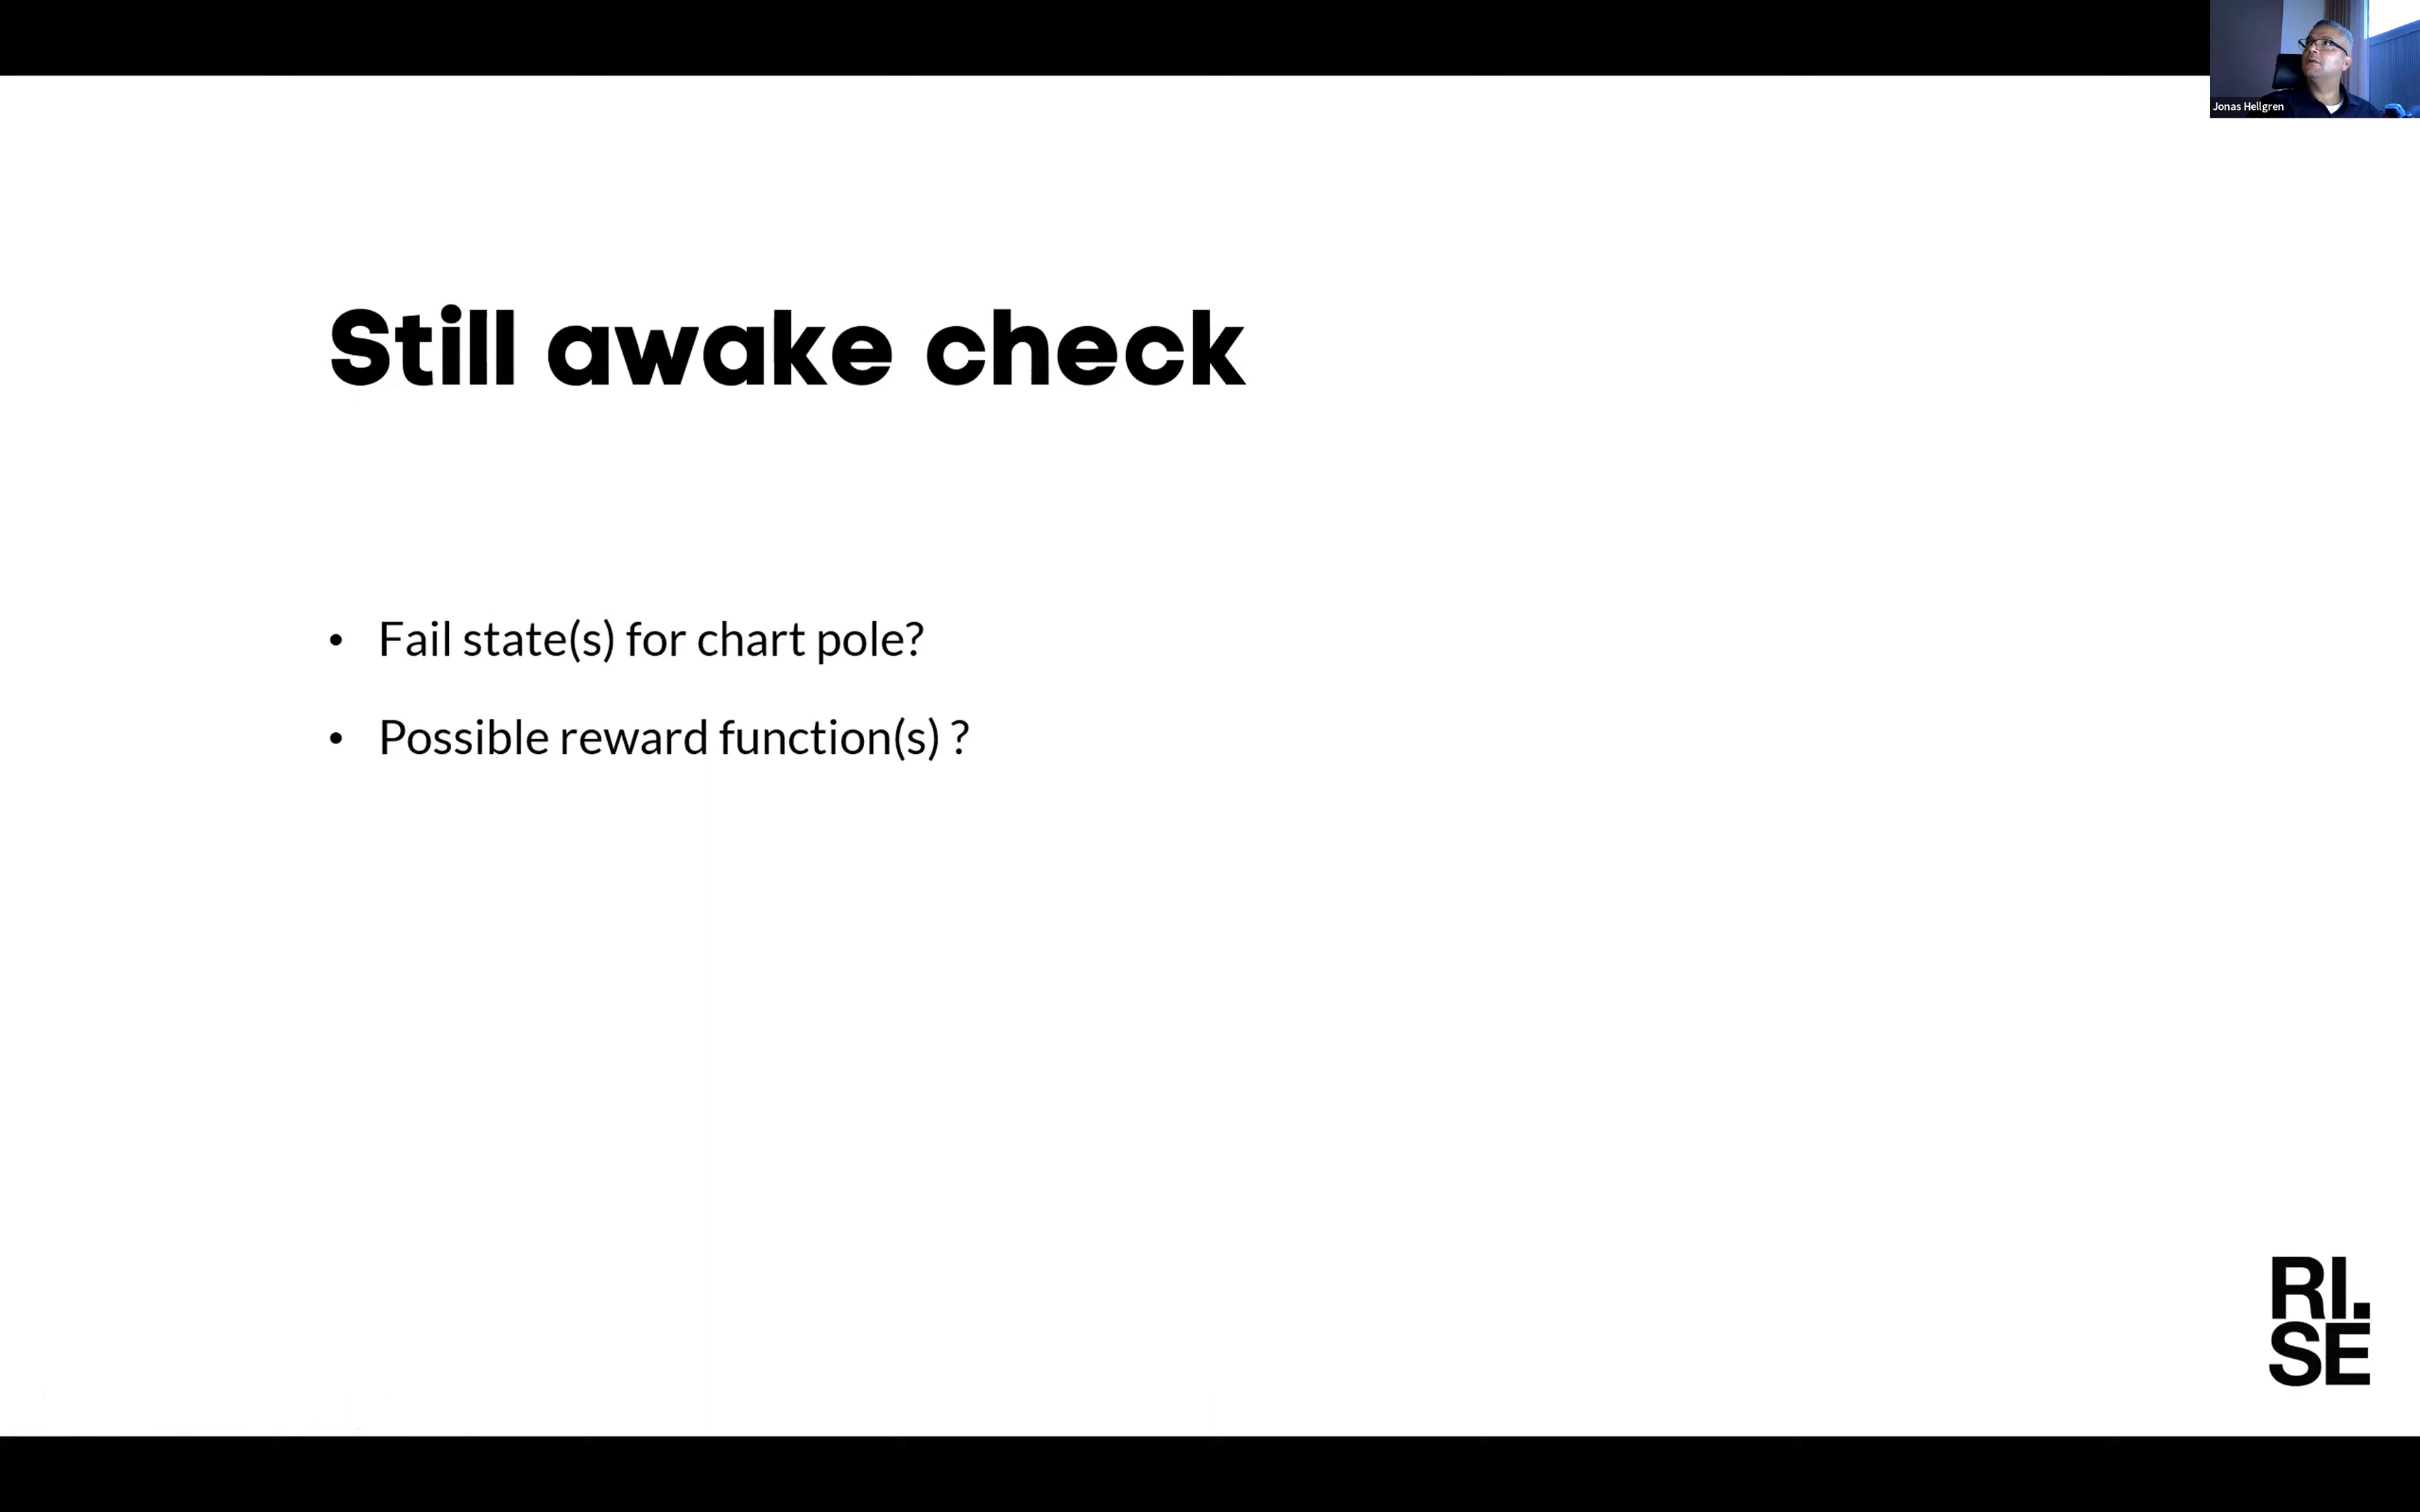 Jonas Hellgren
Still awake check
• Fail state(s) for chart pole?
• Possible reward function(s) ?
RI.
SE